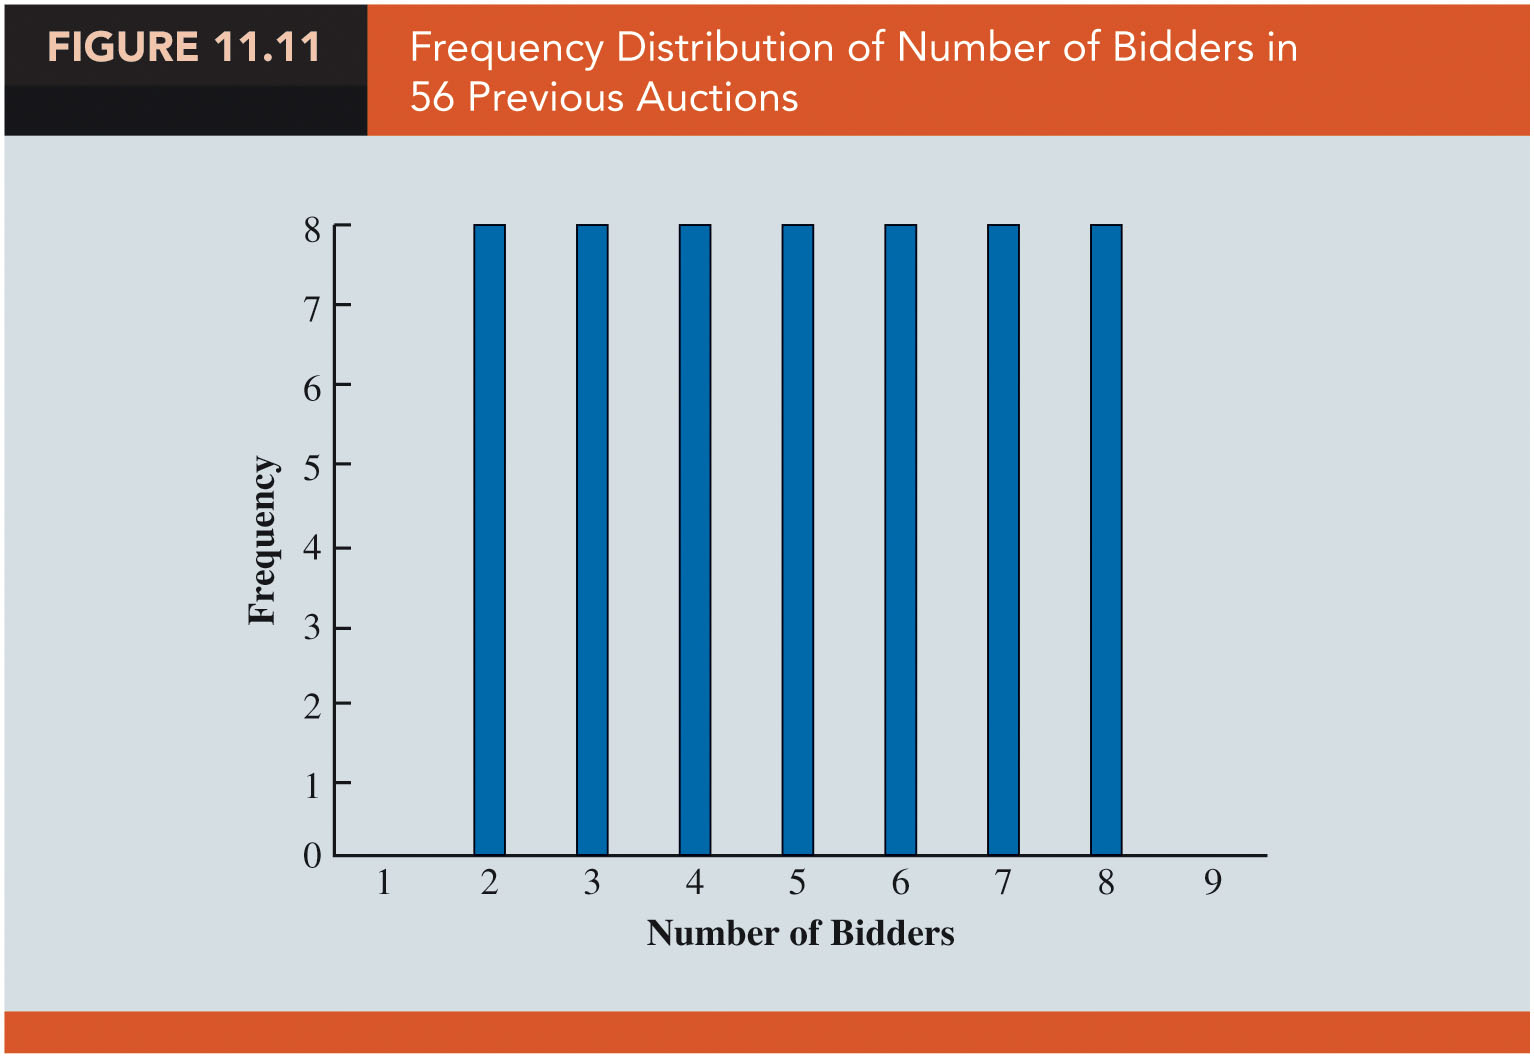 FIGURE 11.11
Frequency Distribution of Number of Bidders in
56 Previous Auctions
8
7
6
5
4
3
2
1
0
Frequency
1 2 3 4 5 6 7 8 9
Number of Bidders